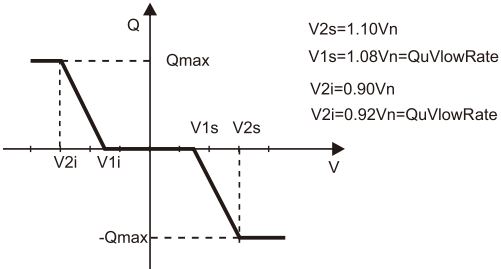 Q
V2s=1.10Vn
Qmax
V1s=1.08Vn=QuVlowRate
V2i=0.90Vn
V2i=0.92Vn=QuVlowRate
V1s V2s
V2i V1i V
-Qmax